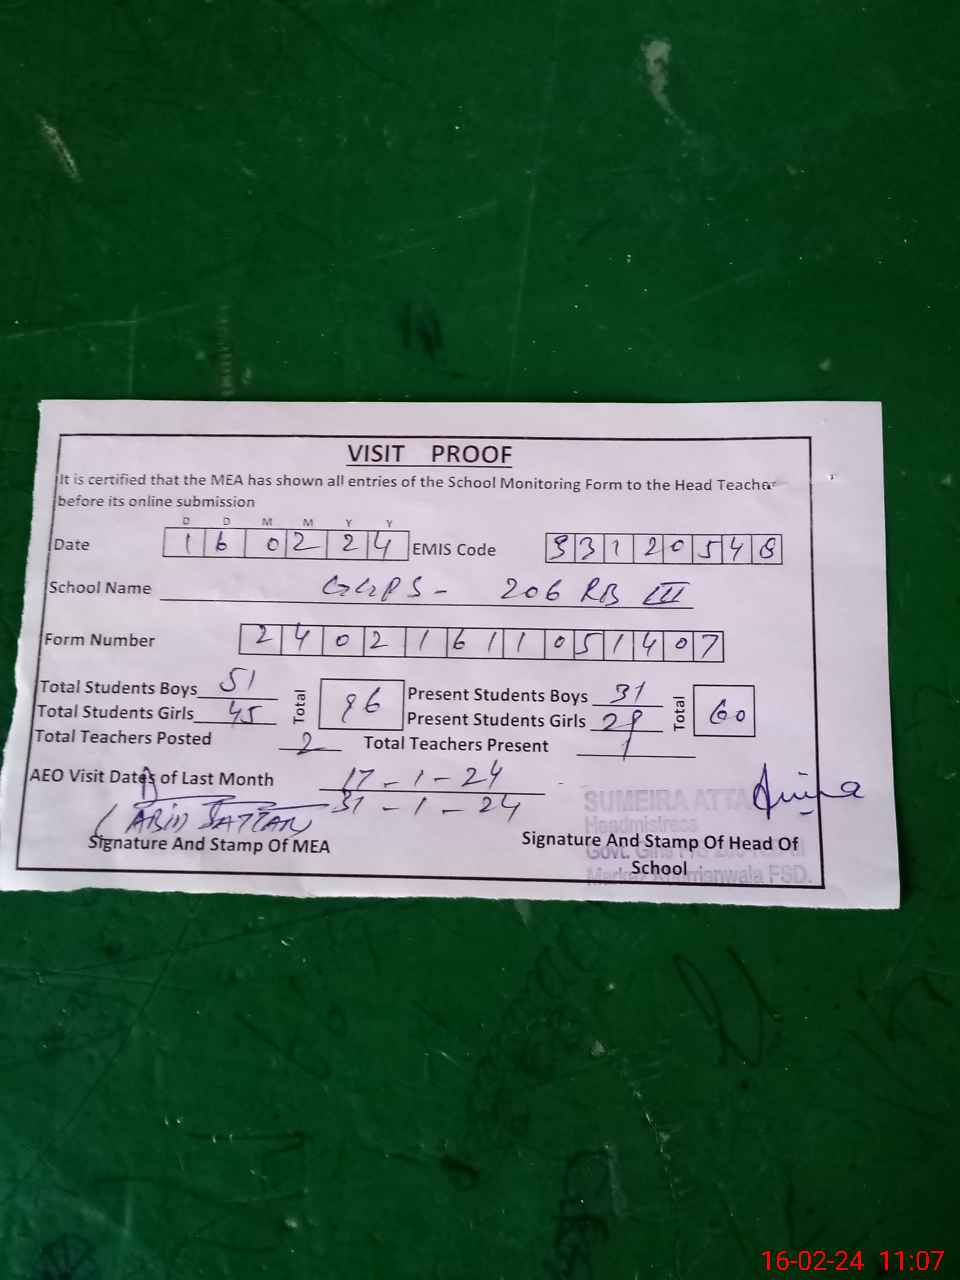 VISIT PROOF
It is certified that the MEA has shown all entries of the School Monitoring Form to the Head Teacher
before its online submission
D D M M Y Y
Date 1 6 0 2 2 4 EMIS Code 3 3 1 2 0 5 4 8
School Name GGPS - 206 RB III
Form Number 2 4 0 2 1 6 1 1 0 5 1 4 0 7
Total Students Boys 51 Total 96 Present Students Boys 31 Total 60
Total Students Girls 45 Present Students Girls 29
Total Teachers Posted 2 Total Teachers Present 1
AEO Visit Dates of Last Month 17-1-24
31-1-24
SUMEIRA ATTA
Headmistress
Signature And Stamp Of MEA Signature And Stamp Of Head Of
School
Govt. Girls
FSD.
16-02-24 11:07